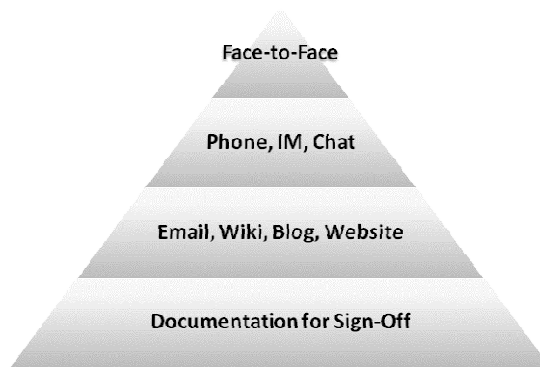 Face-to-Face
Phone, IM, Chat
Email, Wiki, Blog, Website
Documentation for Sign-Off